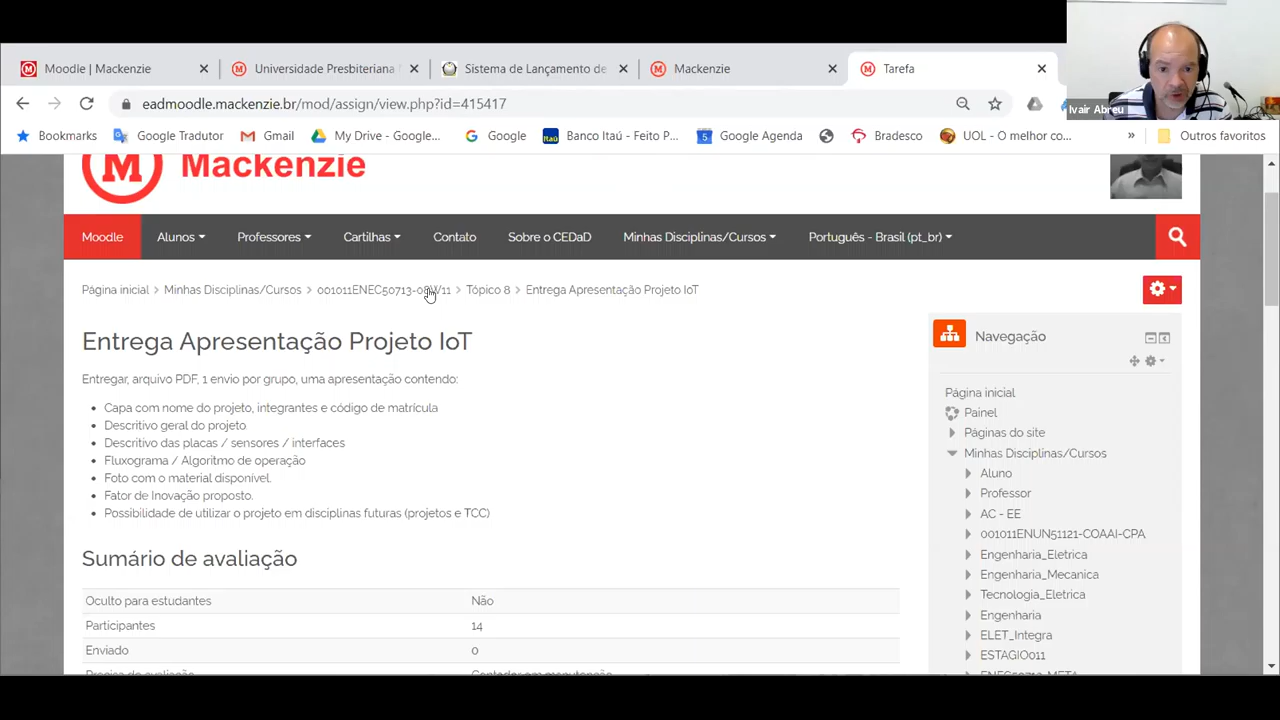 Moodle | Mackenzie
Universidade Presbiteriana M
Sistema de Lançamento de
Mackenzie
Tarefa
eadmoodle.mackenzie.br/mod/assign/view.php?id=415417
Ivair Abreu
Bookmarks
Google Tradutor
Gmail
My Drive - Google...
Google
Banco Itaú - Feito P...
Google Agenda
Bradesco
UOL - O melhor co...
»
Outros favoritos
M Mackenzie
Moodle
Alunos
Professores
Cartilhas
Contato
Sobre o CEDaD
Minhas Disciplinas/Cursos
Português - Brasil (pt_br)
Página inicial > Minhas Disciplinas/Cursos > 001011ENEC50713-08W11 > Tópico 8 > Entrega Apresentação Projeto IoT
Entrega Apresentação Projeto IoT
Entregar, arquivo PDF, 1 envio por grupo, uma apresentação contendo:
• Capa com nome do projeto, integrantes e código de matrícula
• Descritivo geral do projeto
• Descritivo das placas / sensores / interfaces
• Fluxograma / Algoritmo de operação
• Foto com o material disponível.
• Fator de Inovação proposto.
• Possibilidade de utilizar o projeto em disciplinas futuras (projetos e TCC)
Sumário de avaliação
Oculto para estudantes Não
Participantes 14
Enviado 0
Precisa de avaliação Contador em manutenção
Navegação
Página inicial
Painel
Páginas do site
Minhas Disciplinas/Cursos
Aluno
Professor
AC - EE
001011ENUN51121-COAAI-CPA
Engenharia_Eletrica
Engenharia_Mecanica
Tecnologia_Eletrica
Engenharia
ELET_Integra
ESTAGIO011